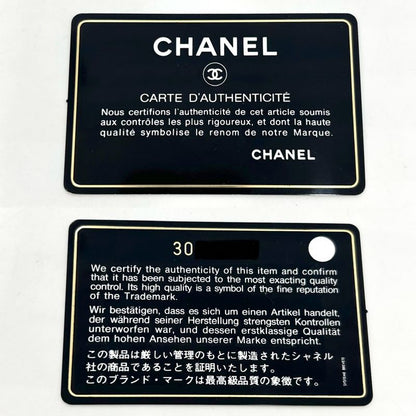 CHANEL
CARTE D'AUTHENTICITÉ
Nous certifions l'authenticité de cet article soumis
aux contrôles les plus rigoureux, et dont la haute
qualité symbolise le renom de notre Marque.
CHANEL
30
We certify the authenticity of this item and confirm
that it has been subjected to the most exacting quality
control. Its high quality is a symbol of the fine reputation
of the Trademark.
Wir bestätigen, dass es sich um einen Artikel handelt,
der während seiner Herstellung strengsten Kontrollen
unterworfen war, und dessen erstklassige Qualität
dem hohen Ansehen unserer Marke entspricht.
この製品は厳しい管理のもとに製造されたシャネル
社の商品であることを証明いたします。
このブランド・マークは最高級品質の象徴です。